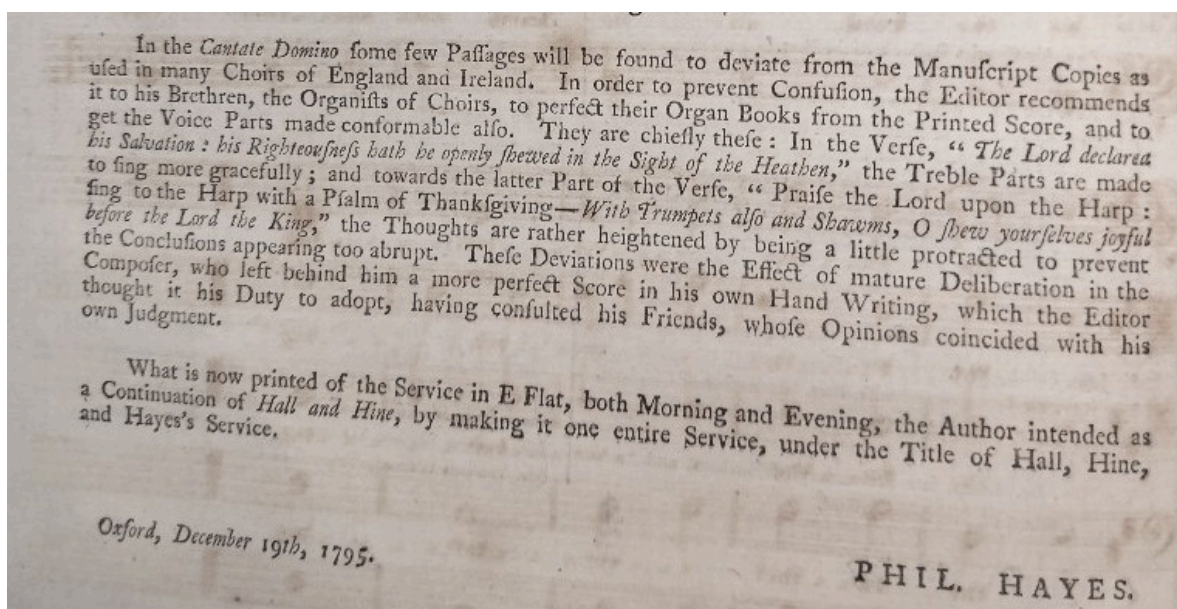 In the Cantate Domino ſome few Paſſages will be found to deviate from the Manuſcript Copies as
uſed in many Choirs of England and Ireland. In order to prevent Confuſion, the Editor recommends
it to his Brethren, the Organiſts of Choirs, to perfect their Organ Books from the Printed Score, and to
get the Voice Parts made conformable alſo. They are chiefly theſe : In the Verſe, “ The Lord declared
his Salvation : his Righteouſneſs hath he openly ſhewed in the Sight of the Heathen,” the Treble Parts are made
to ſing more gracefully ; and towards the latter Part of the Verſe, “ Praiſe the Lord upon the Harp :
ſing to the Harp with a Pſalm of Thankſgiving—With Trumpets alſo and Shawms, O ſhew yourſelves joyful
before the Lord the King,” the Thoughts are rather heightened by being a little protracted to prevent
the Concluſions appearing too abrupt. Theſe Deviations were the Effect of mature Deliberation in the
Compoſer, who left behind him a more perfect Score in his own Hand Writing, which the Editor
thought it his Duty to adopt, having conſulted his Friends, whoſe Opinions coincided with his
own Judgment.
What is now printed of the Service in E Flat, both Morning and Evening, the Author intended as
a Continuation of Hall and Hine, by making it one entire Service, under the Title of Hall, Hine,
and Hayes's Service.
Oxford, December 19th, 1795.
PHIL. HAYES.